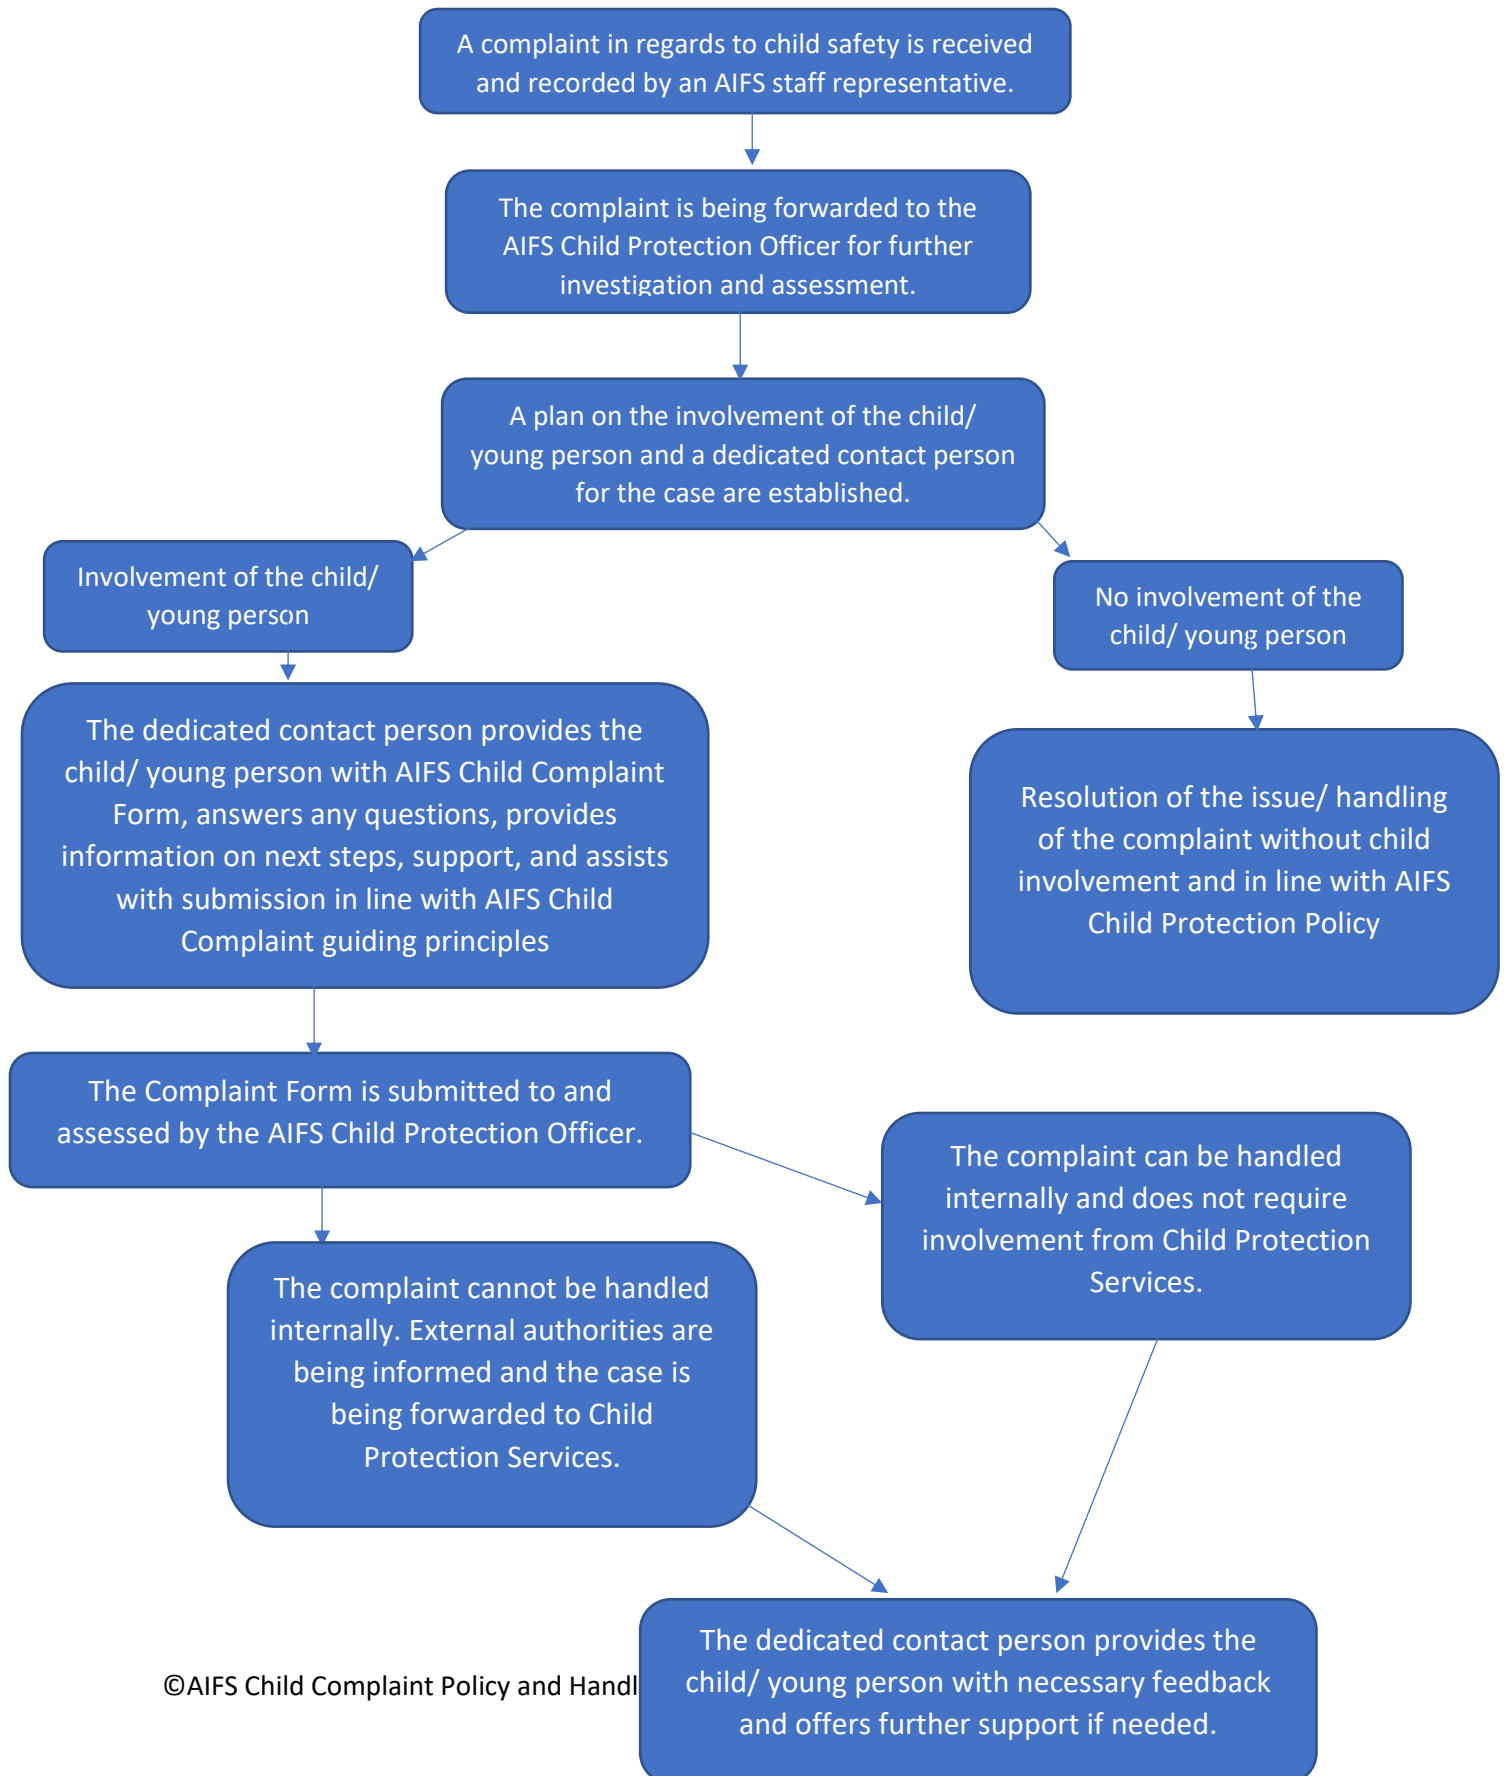 A complaint in regards to child safety is received
and recorded by an AIFS staff representative.
The complaint is being forwarded to the
AIFS Child Protection Officer for further
investigation and assessment.
A plan on the involvement of the child/
young person and a dedicated contact person
for the case are established.
Involvement of the child/
young person
No involvement of the
child/ young person
The dedicated contact person provides the
child/ young person with AIFS Child Complaint
Form, answers any questions, provides
information on next steps, support, and assists
with submission in line with AIFS Child
Complaint guiding principles
Resolution of the issue/ handling
of the complaint without child
involvement and in line with AIFS
Child Protection Policy
The Complaint Form is submitted to and
assessed by the AIFS Child Protection Officer.
The complaint can be handled
internally and does not require
involvement from Child Protection
Services.
The complaint cannot be handled
internally. External authorities are
being informed and the case is
being forwarded to Child
Protection Services.
The dedicated contact person provides the
child/ young person with necessary feedback
and offers further support if needed.
©AIFS Child Complaint Policy and Handl